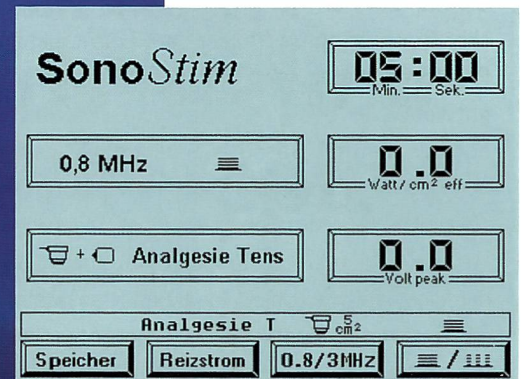 SonoStim
05:00
Min. Sek.
0,8 MHz
0.0
Watt/cm² eff
+ Analgesie Tens
0.0
Volt peak
Analgesie T 5 cm²
Speicher Reizstrom 0.8/3MHz /